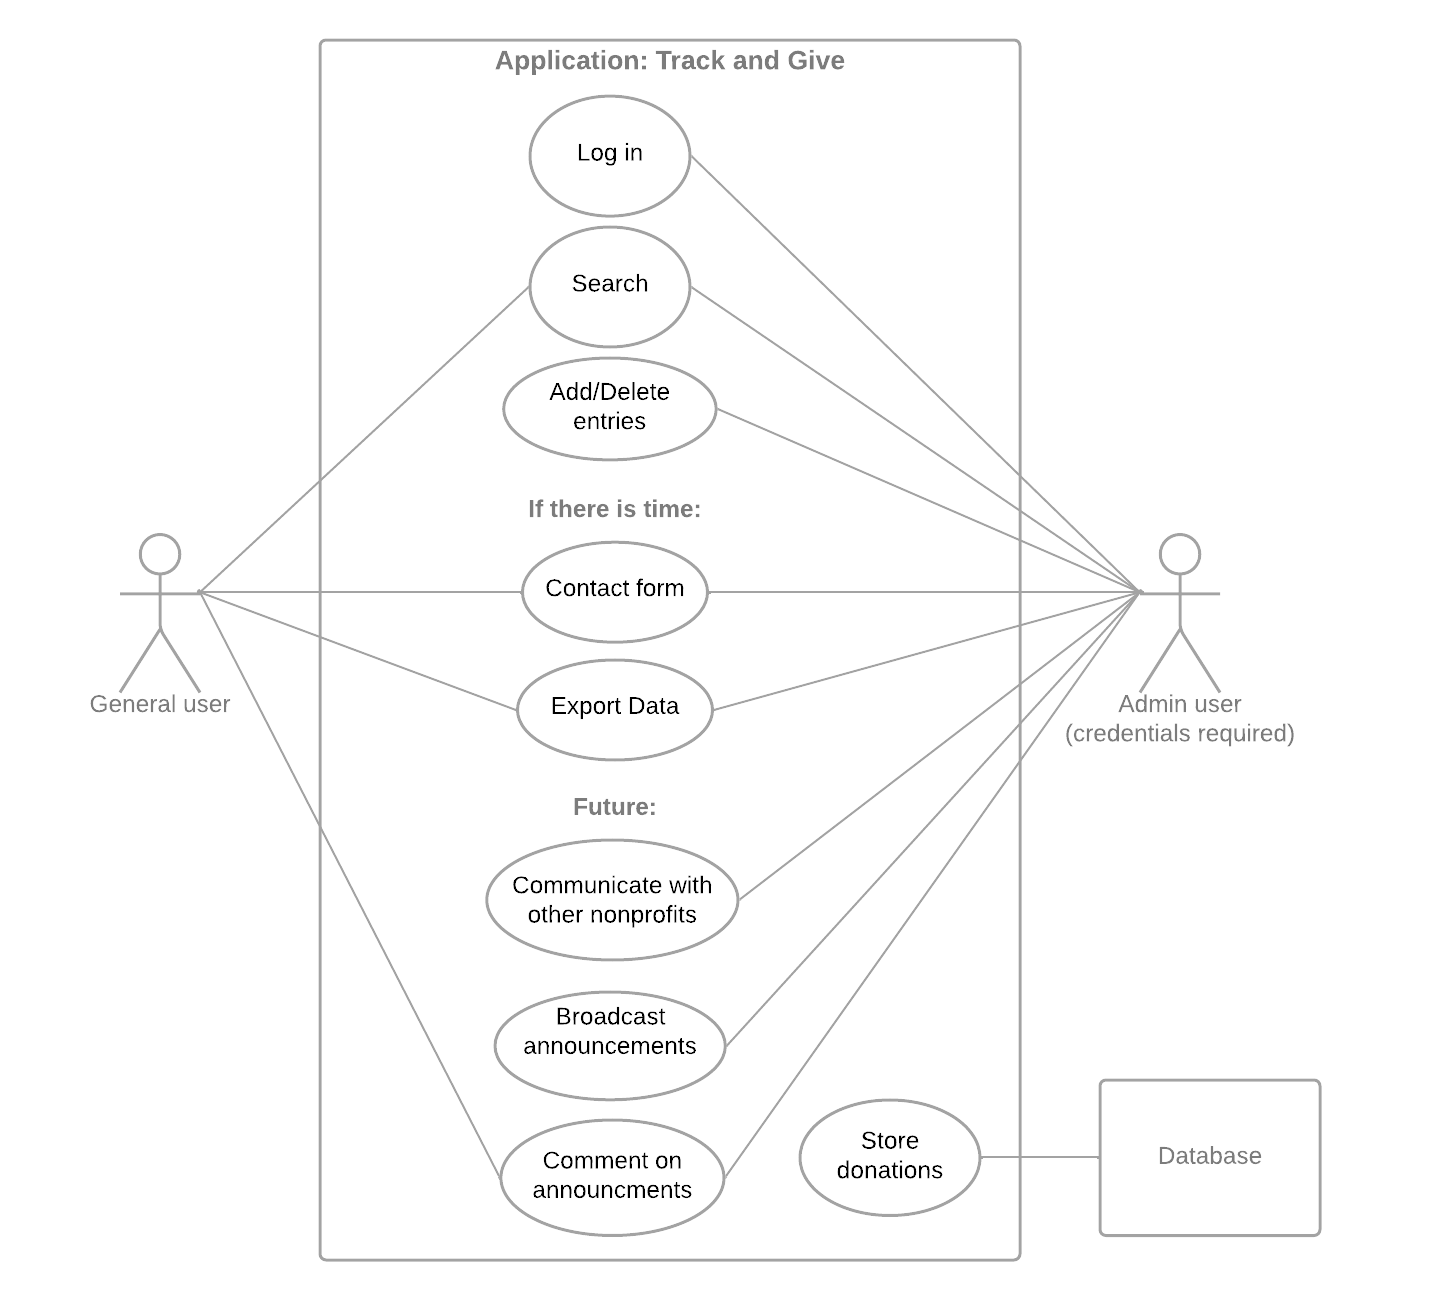 Application: Track and Give
Log in
Search
Add/Delete
entries
If there is time:
Contact form
General user
Export Data
Admin user
(credentials required)
Future:
Communicate with
other nonprofits
Broadcast
announcements
Comment on
announcments
Store
donations
Database